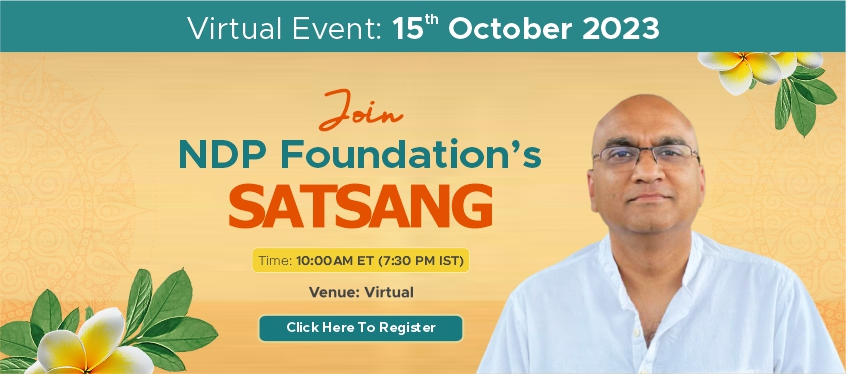 Virtual Event: 15th October 2023
Join
NDP Foundation's
SATSANG
Time: 10:00AM ET (7:30 PM IST)
Venue: Virtual
Click Here To Register